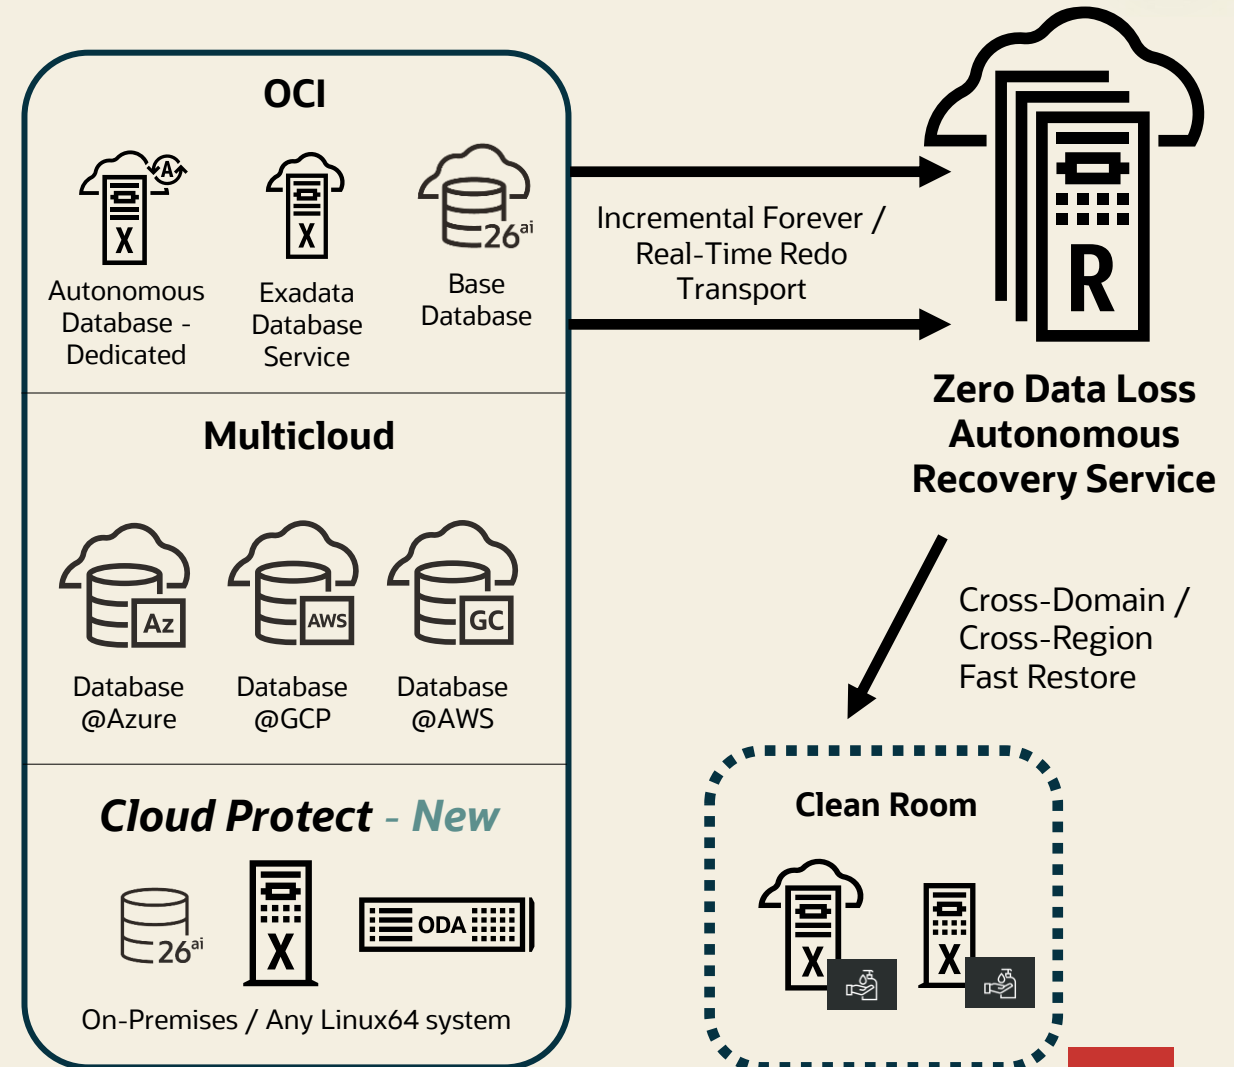 OCI
A
X
X
26ai
Autonomous
Database -
Dedicated
Exadata
Database
Service
Base
Database
Incremental Forever /
Real-Time Redo
Transport
R
Zero Data Loss
Autonomous
Recovery Service
Multicloud
Az
AWS
GC
Database
@Azure
Database
@GCP
Database
@AWS
Cross-Domain /
Cross-Region
Fast Restore
Cloud Protect - New
26ai
X
ODA
On-Premises / Any Linux64 system
Clean Room
X
X